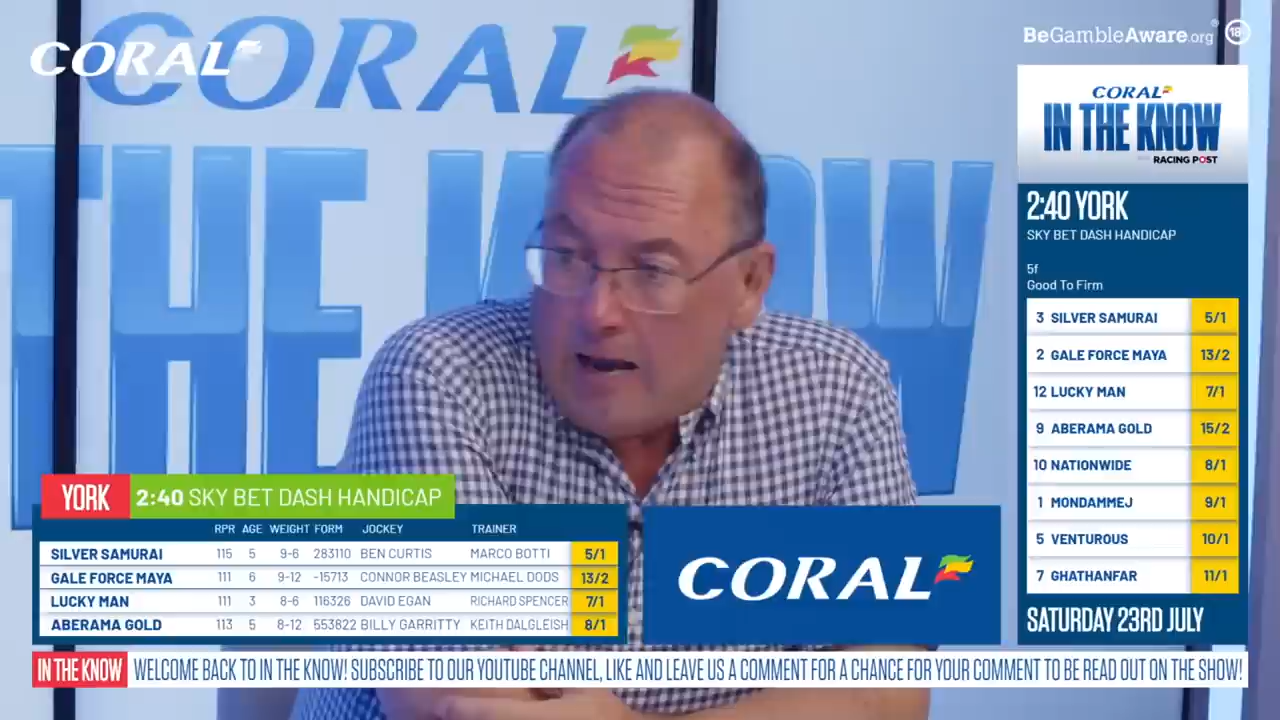 CORAL
CORAL
THE KNOW
BeGambleAware.org 18+
CORAL
IN THE KNOW
RACING POST
2:40 YORK
SKY BET DASH HANDICAP
5f
Good To Firm
3 SILVER SAMURAI 5/1
2 GALE FORCE MAYA 13/2
12 LUCKY MAN 7/1
9 ABERAMA GOLD 15/2
10 NATIONWIDE 8/1
1 MONDAMMEJ 9/1
5 VENTUROUS 10/1
7 GHATHANFAR 11/1
SATURDAY 23RD JULY
YORK 2:40 SKY BET DASH HANDICAP
RPR AGE WEIGHT FORM JOCKEY TRAINER
SILVER SAMURAI 115 5 9-6 283110 BEN CURTIS MARCO BOTTI 5/1
GALE FORCE MAYA 111 6 9-12 -15713 CONNOR BEASLEY MICHAEL DODS 13/2
LUCKY MAN 111 3 8-6 116326 DAVID EGAN RICHARD SPENCER 7/1
ABERAMA GOLD 113 5 8-12 553822 BILLY GARRITTY KEITH DALGLEISH 8/1
CORAL
IN THE KNOW WELCOME BACK TO IN THE KNOW! SUBSCRIBE TO OUR YOUTUBE CHANNEL, LIKE AND LEAVE US A COMMENT FOR A CHANCE FOR YOUR COMMENT TO BE READ OUT ON THE SHOW!